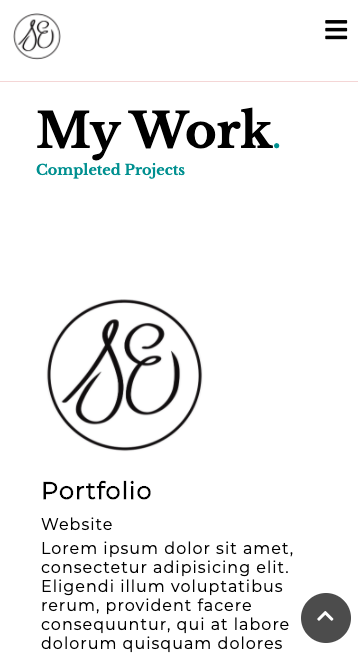 SE
My Work.
Completed Projects
SE
Portfolio
Website
Lorem ipsum dolor sit amet,
consectetur adipisicing elit.
Eligendi illum voluptatibus
rerum, provident facere
consequuntur, qui at labore
dolorum quisquam dolores